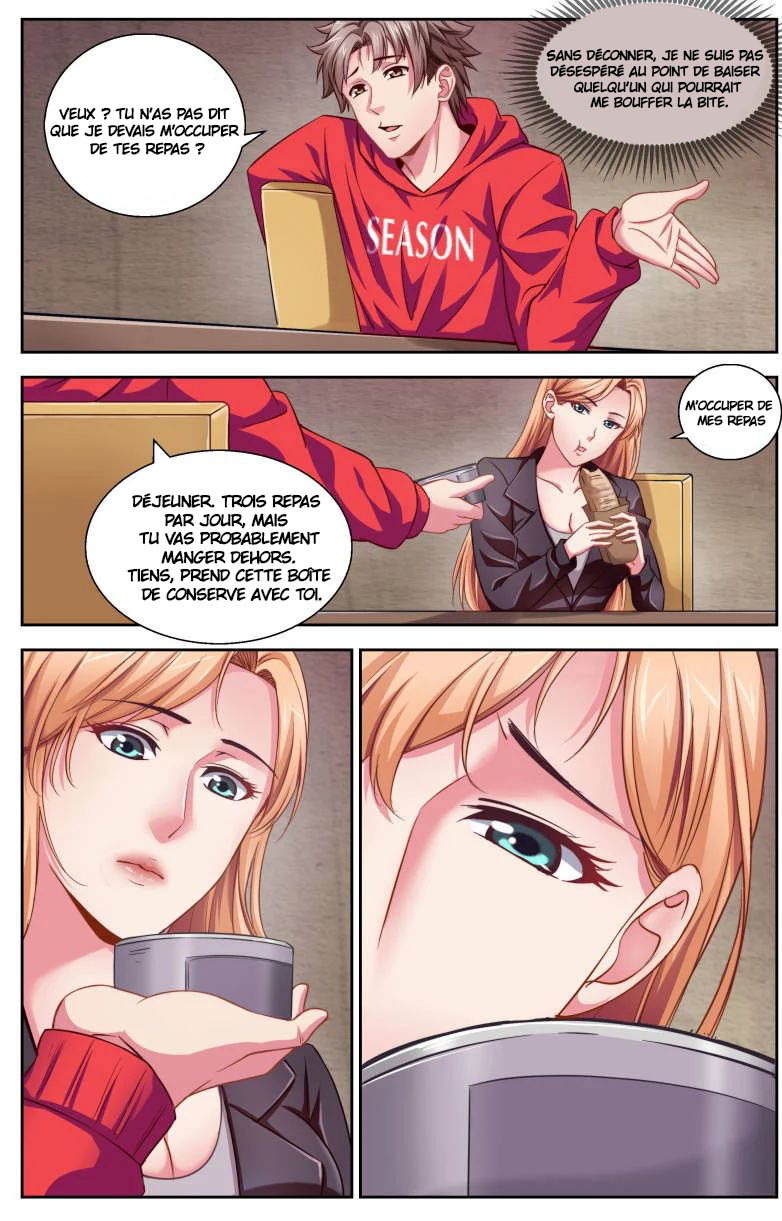 VEUX ? TU N'AS PAS DIT
QUE JE DEVAIS M'OCCUPER
DE TES REPAS ?
SANS DÉCONNER, JE NE SUIS PAS
DÉSESPÉRÉ AU POINT DE BAISER
QUELQU'UN QUI POURRAIT
ME BOUFFER LA BITE.
SEASON
M'OCCUPER DE
MES REPAS
DÉJEUNER. TROIS REPAS
PAR JOUR, MAIS
TU VAS PROBABLEMENT
MANGER DEHORS.
TIENS, PREND CETTE BOÎTE
DE CONSERVE AVEC TOI.